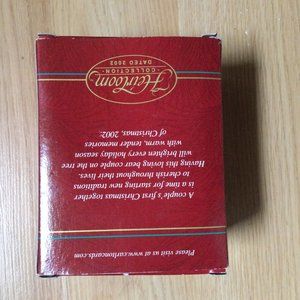 Please visit us at www.carltoncards.com
A couple's first Christmas together
is a time for starting new traditions
to cherish throughout their lives.
Having this loving bear couple on the tree
will brighten every holiday season
with warm, tender memories
of Christmas, 2002.
Heirloom
COLLECTION
DATED 2002